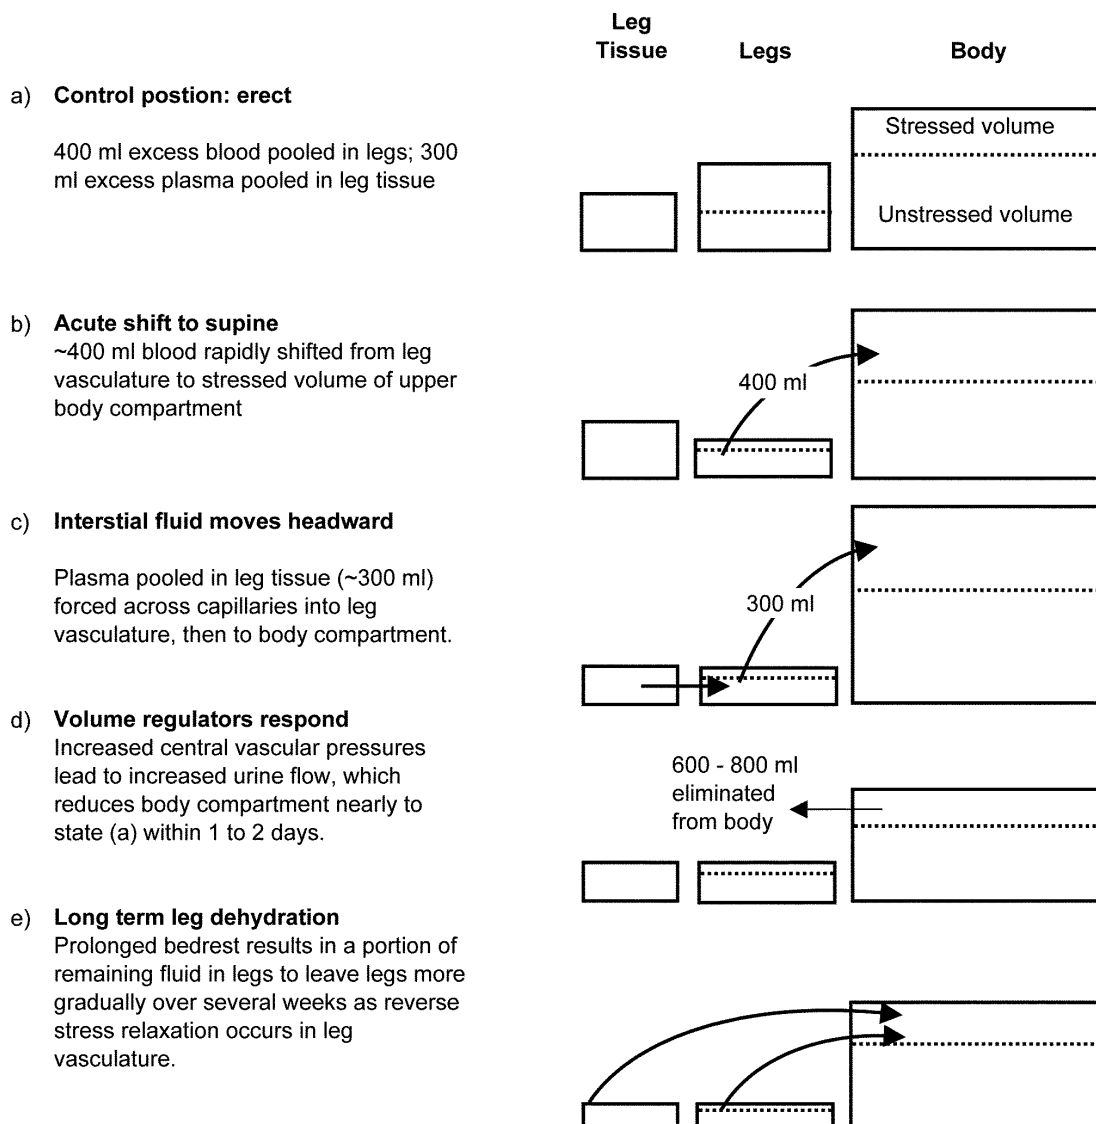 Leg
Tissue
Legs
Body
a) Control postion: erect
400 ml excess blood pooled in legs; 300
ml excess plasma pooled in leg tissue
Stressed volume
Unstressed volume
b) Acute shift to supine
~400 ml blood rapidly shifted from leg
vasculature to stressed volume of upper
body compartment
400 ml
c) Interstial fluid moves headward
Plasma pooled in leg tissue (~300 ml)
forced across capillaries into leg
vasculature, then to body compartment.
300 ml
d) Volume regulators respond
Increased central vascular pressures
lead to increased urine flow, which
reduces body compartment nearly to
state (a) within 1 to 2 days.
600 - 800 ml
eliminated
from body
e) Long term leg dehydration
Prolonged bedrest results in a portion of
remaining fluid in legs to leave legs more
gradually over several weeks as reverse
stress relaxation occurs in leg
vasculature.